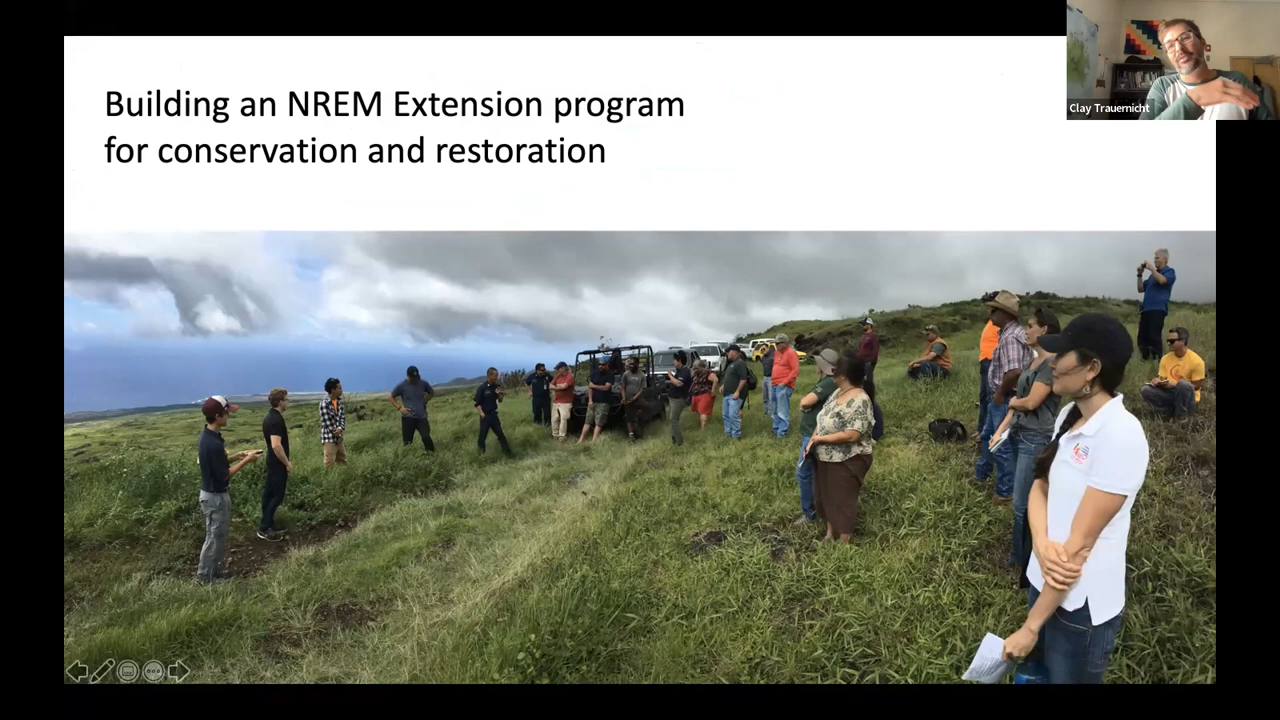 Building an NREM Extension program
for conservation and restoration
Clay Trauernicht